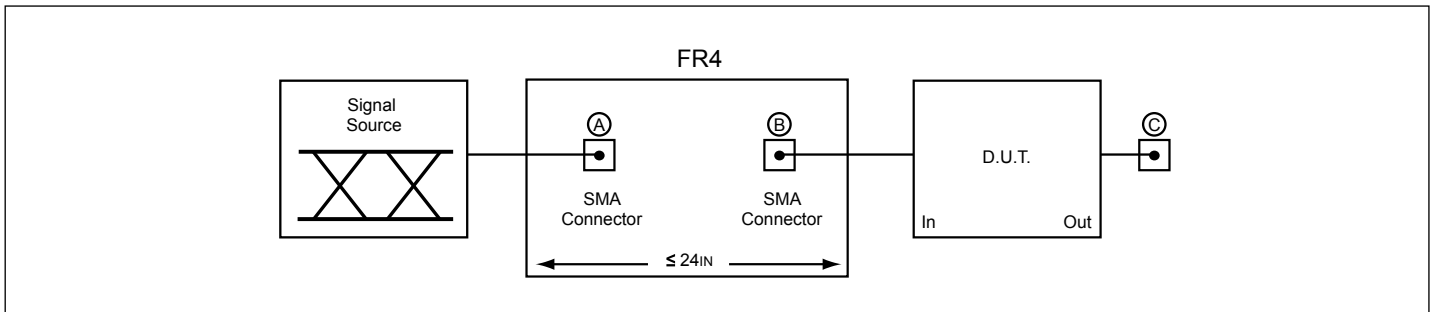 FR4
Signal
Source
A
B
C
D.U.T.
SMA
Connector
SMA
Connector
In
Out
≤ 24IN